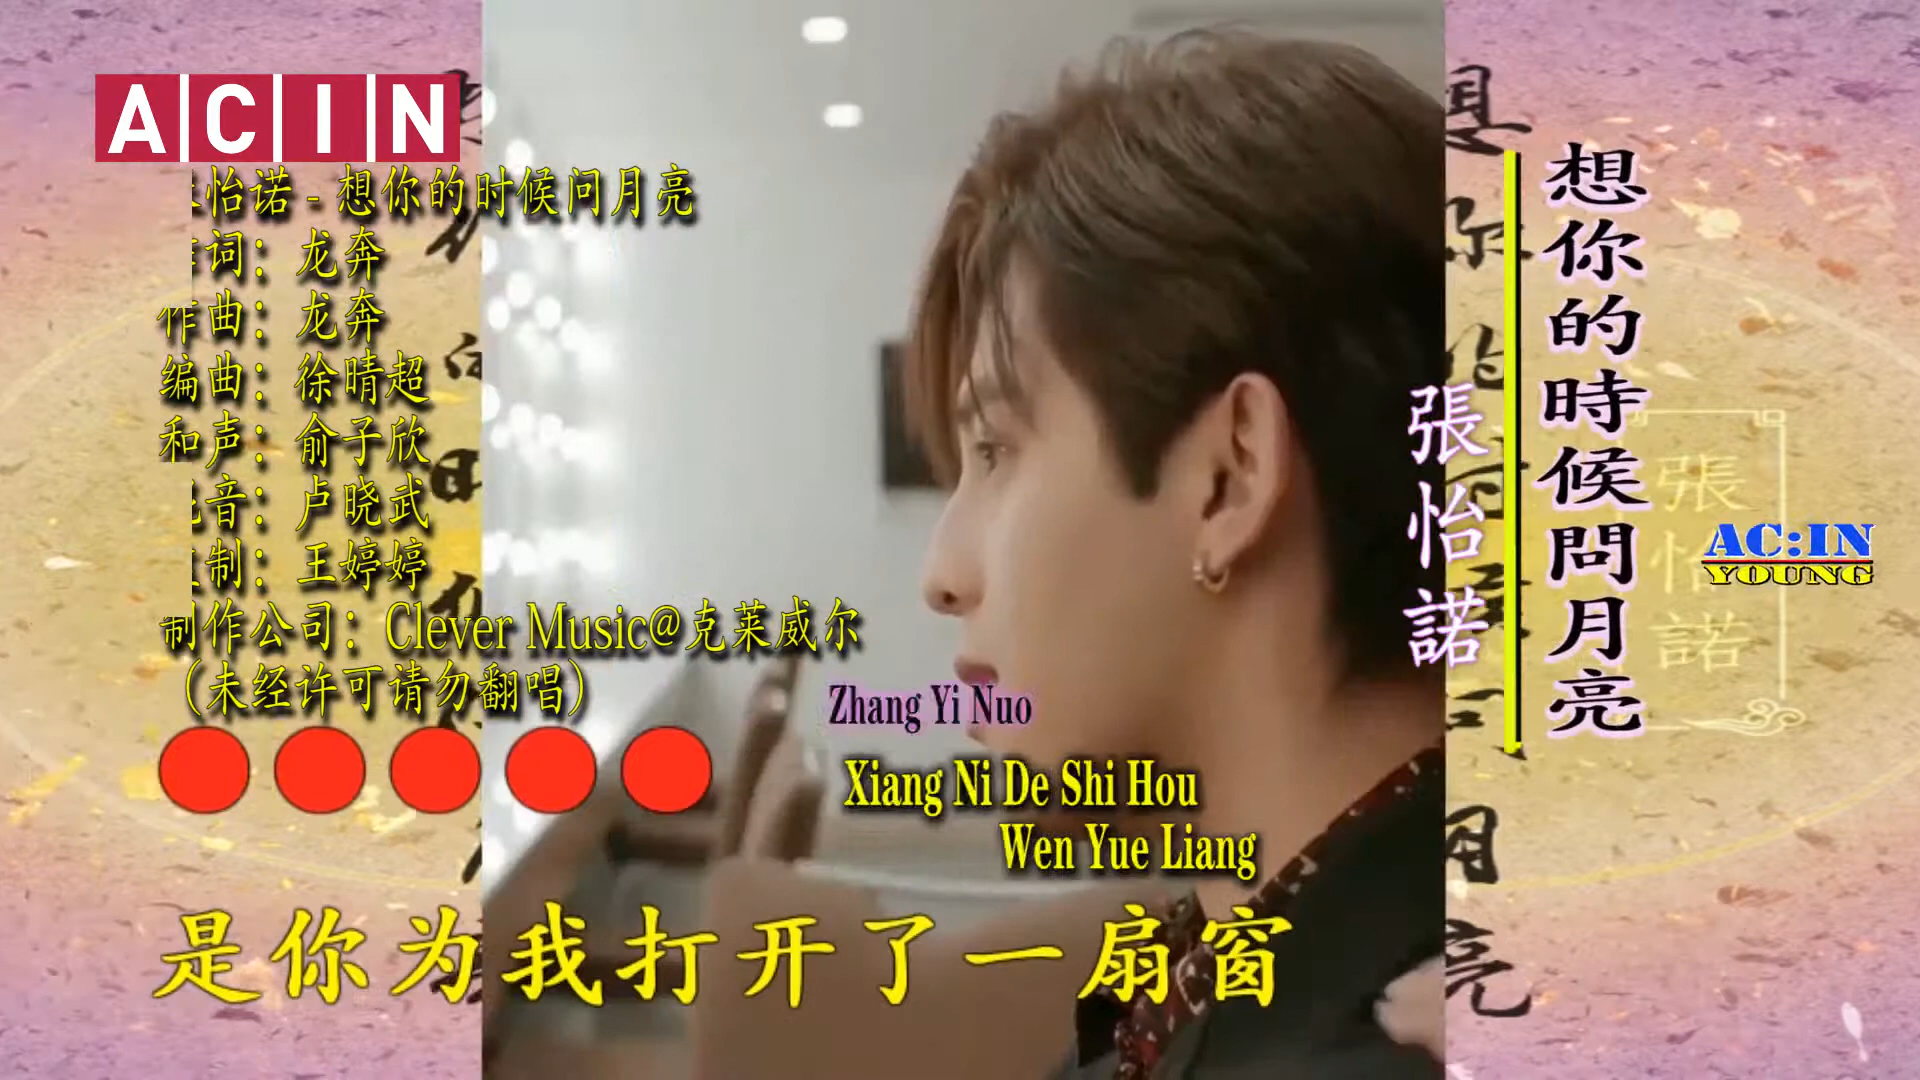 ACIN
怡诺 - 想你的时候问月亮
词：龙奔
作曲：龙奔
编曲：徐晴超
和声：俞子欣
音：卢晓武
制：王婷婷
制作公司：Clever Music@克莱威尔
（未经许可请勿翻唱）
Zhang Yi Nuo
Xiang Ni De Shi Hou
Wen Yue Liang
是你为我打开了一扇窗
想你的時候問月亮
張怡諾
張怡諾
AC:IN
YOUNG